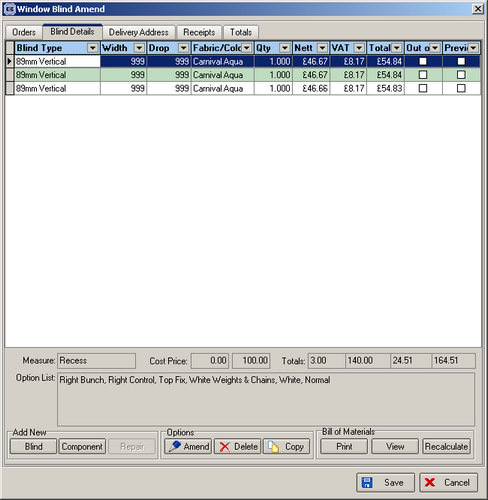 Window Blind Amend
Orders Blind Details Delivery Address Receipts Totals
Blind Type Width Drop Fabric/Colc Qty Nett VAT Total Out o Previ
89mm Vertical 999 999 Carnival Aqua 1.000 £46.67 £8.17 £54.84
89mm Vertical 999 999 Carnival Aqua 1.000 £46.67 £8.17 £54.84
89mm Vertical 999 999 Carnival Aqua 1.000 £46.66 £8.17 £54.83
Measure: Recess Cost Price: 0.00 100.00 Totals: 3.00 140.00 24.51 164.51
Option List: Right Bunch, Right Control, Top Fix, White Weights & Chains, White, Normal
Add New Options Bill of Materials
Blind Component Repair Amend Delete Copy Print View Recalculate
Save Cancel